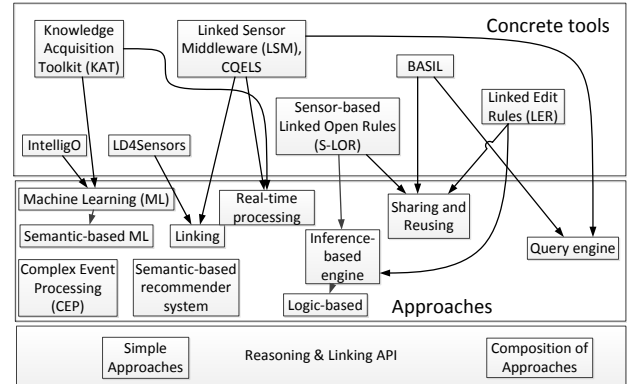 Concrete tools
Knowledge
Acquisition
Toolkit (KAT)
Linked Sensor
Middleware (LSM),
CQELS
BASIL
Linked Edit
Rules (LER)
Sensor-based
Linked Open Rules
(S-LOR)
IntelligO
LD4Sensors
Machine Learning (ML)
Real-time
processing
Sharing and
Reusing
Semantic-based ML
Linking
Inference-
based
engine
Query engine
Complex Event
Processing
(CEP)
Semantic-based
recommender
system
Logic-based
Approaches
Simple
Approaches
Reasoning & Linking API
Composition of
Approaches